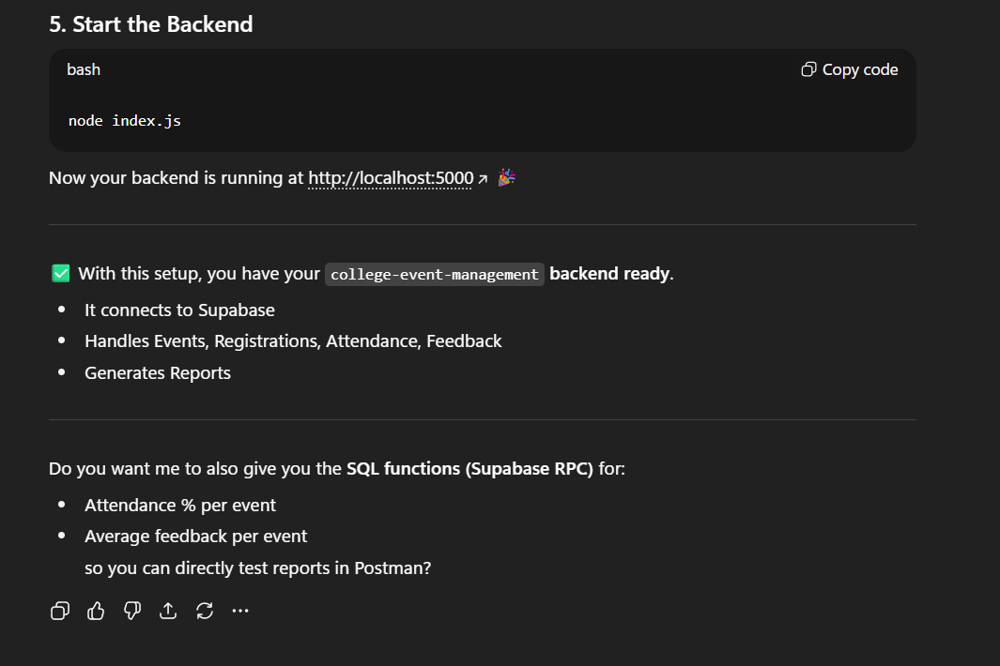 5. Start the Backend
bash
Copy code
node index.js
Now your backend is running at http://localhost:5000 ↗ 🎉
✅ With this setup, you have your college-event-management backend ready.
• It connects to Supabase
• Handles Events, Registrations, Attendance, Feedback
• Generates Reports
Do you want me to also give you the SQL functions (Supabase RPC) for:
• Attendance % per event
• Average feedback per event
so you can directly test reports in Postman?